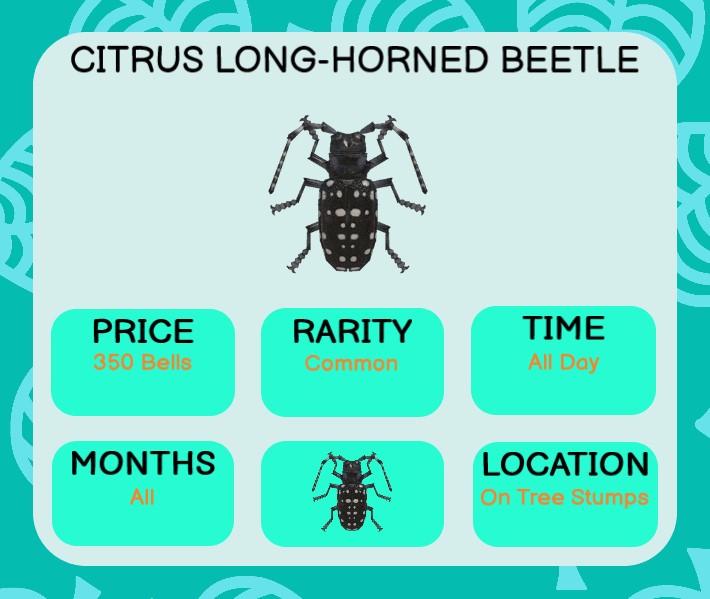 CITRUS LONG-HORNED BEETLE
PRICE
350 Bells
RARITY
Common
TIME
All Day
MONTHS
All
LOCATION
On Tree Stumps